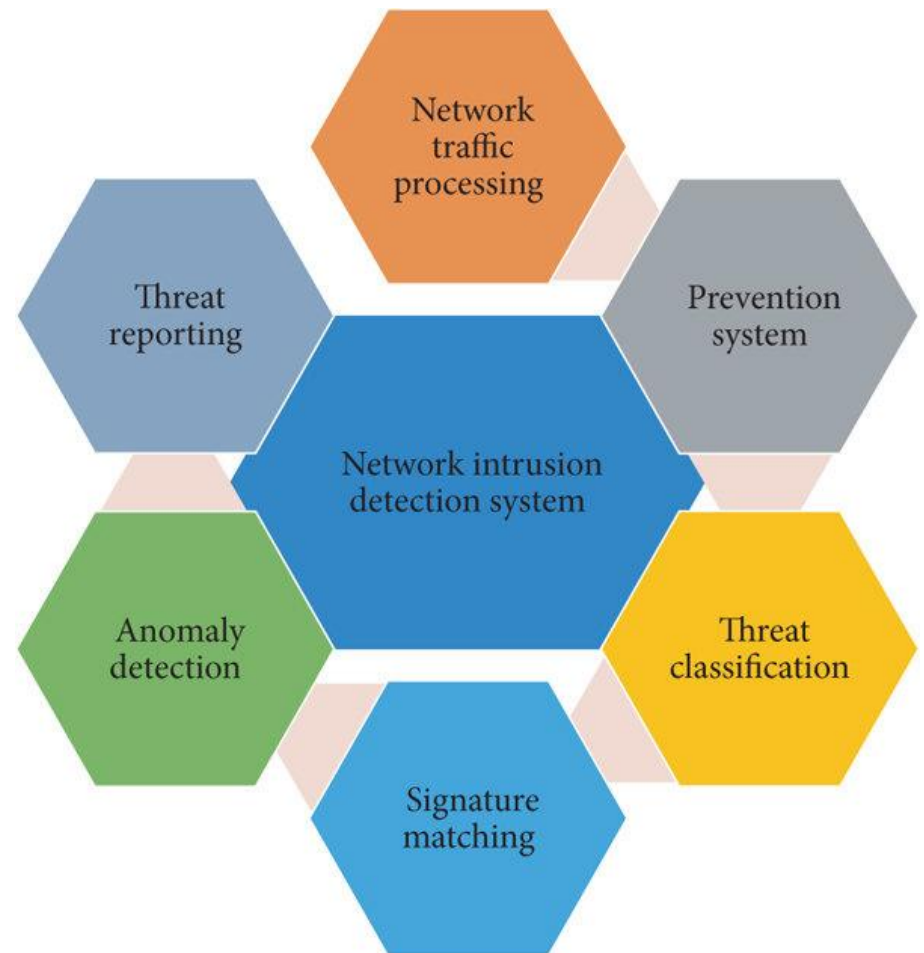 Network
traffic
processing
Threat
reporting
Prevention
system
Network intrusion
detection system
Anomaly
detection
Threat
classification
Signature
matching